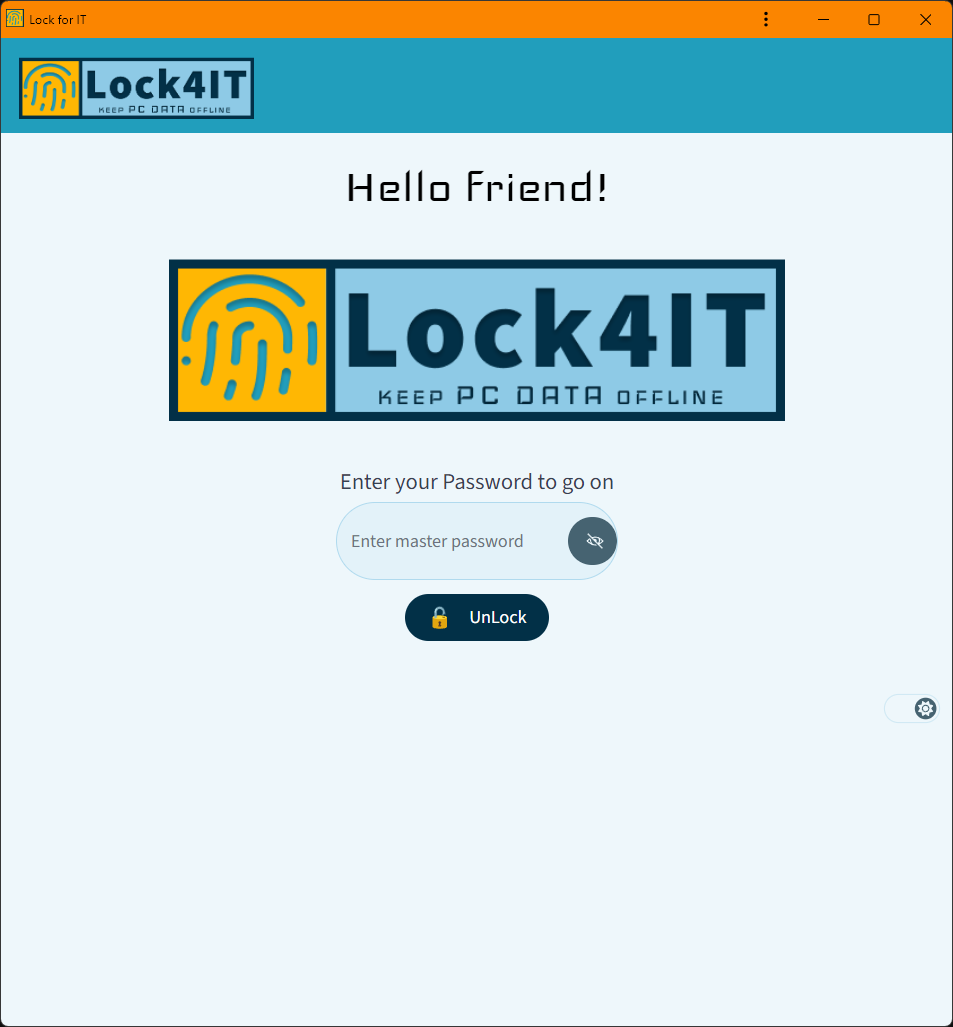 Lock for IT
Lock4IT
KEEP PC DATA OFFLINE
Hello Friend!
Lock4IT
KEEP PC DATA OFFLINE
Enter your Password to go on
Enter master password
UnLock